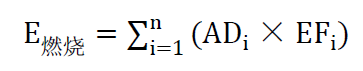 E燃烧 = ∑ⁿᵢ₌₁ (ADᵢ × EFᵢ)